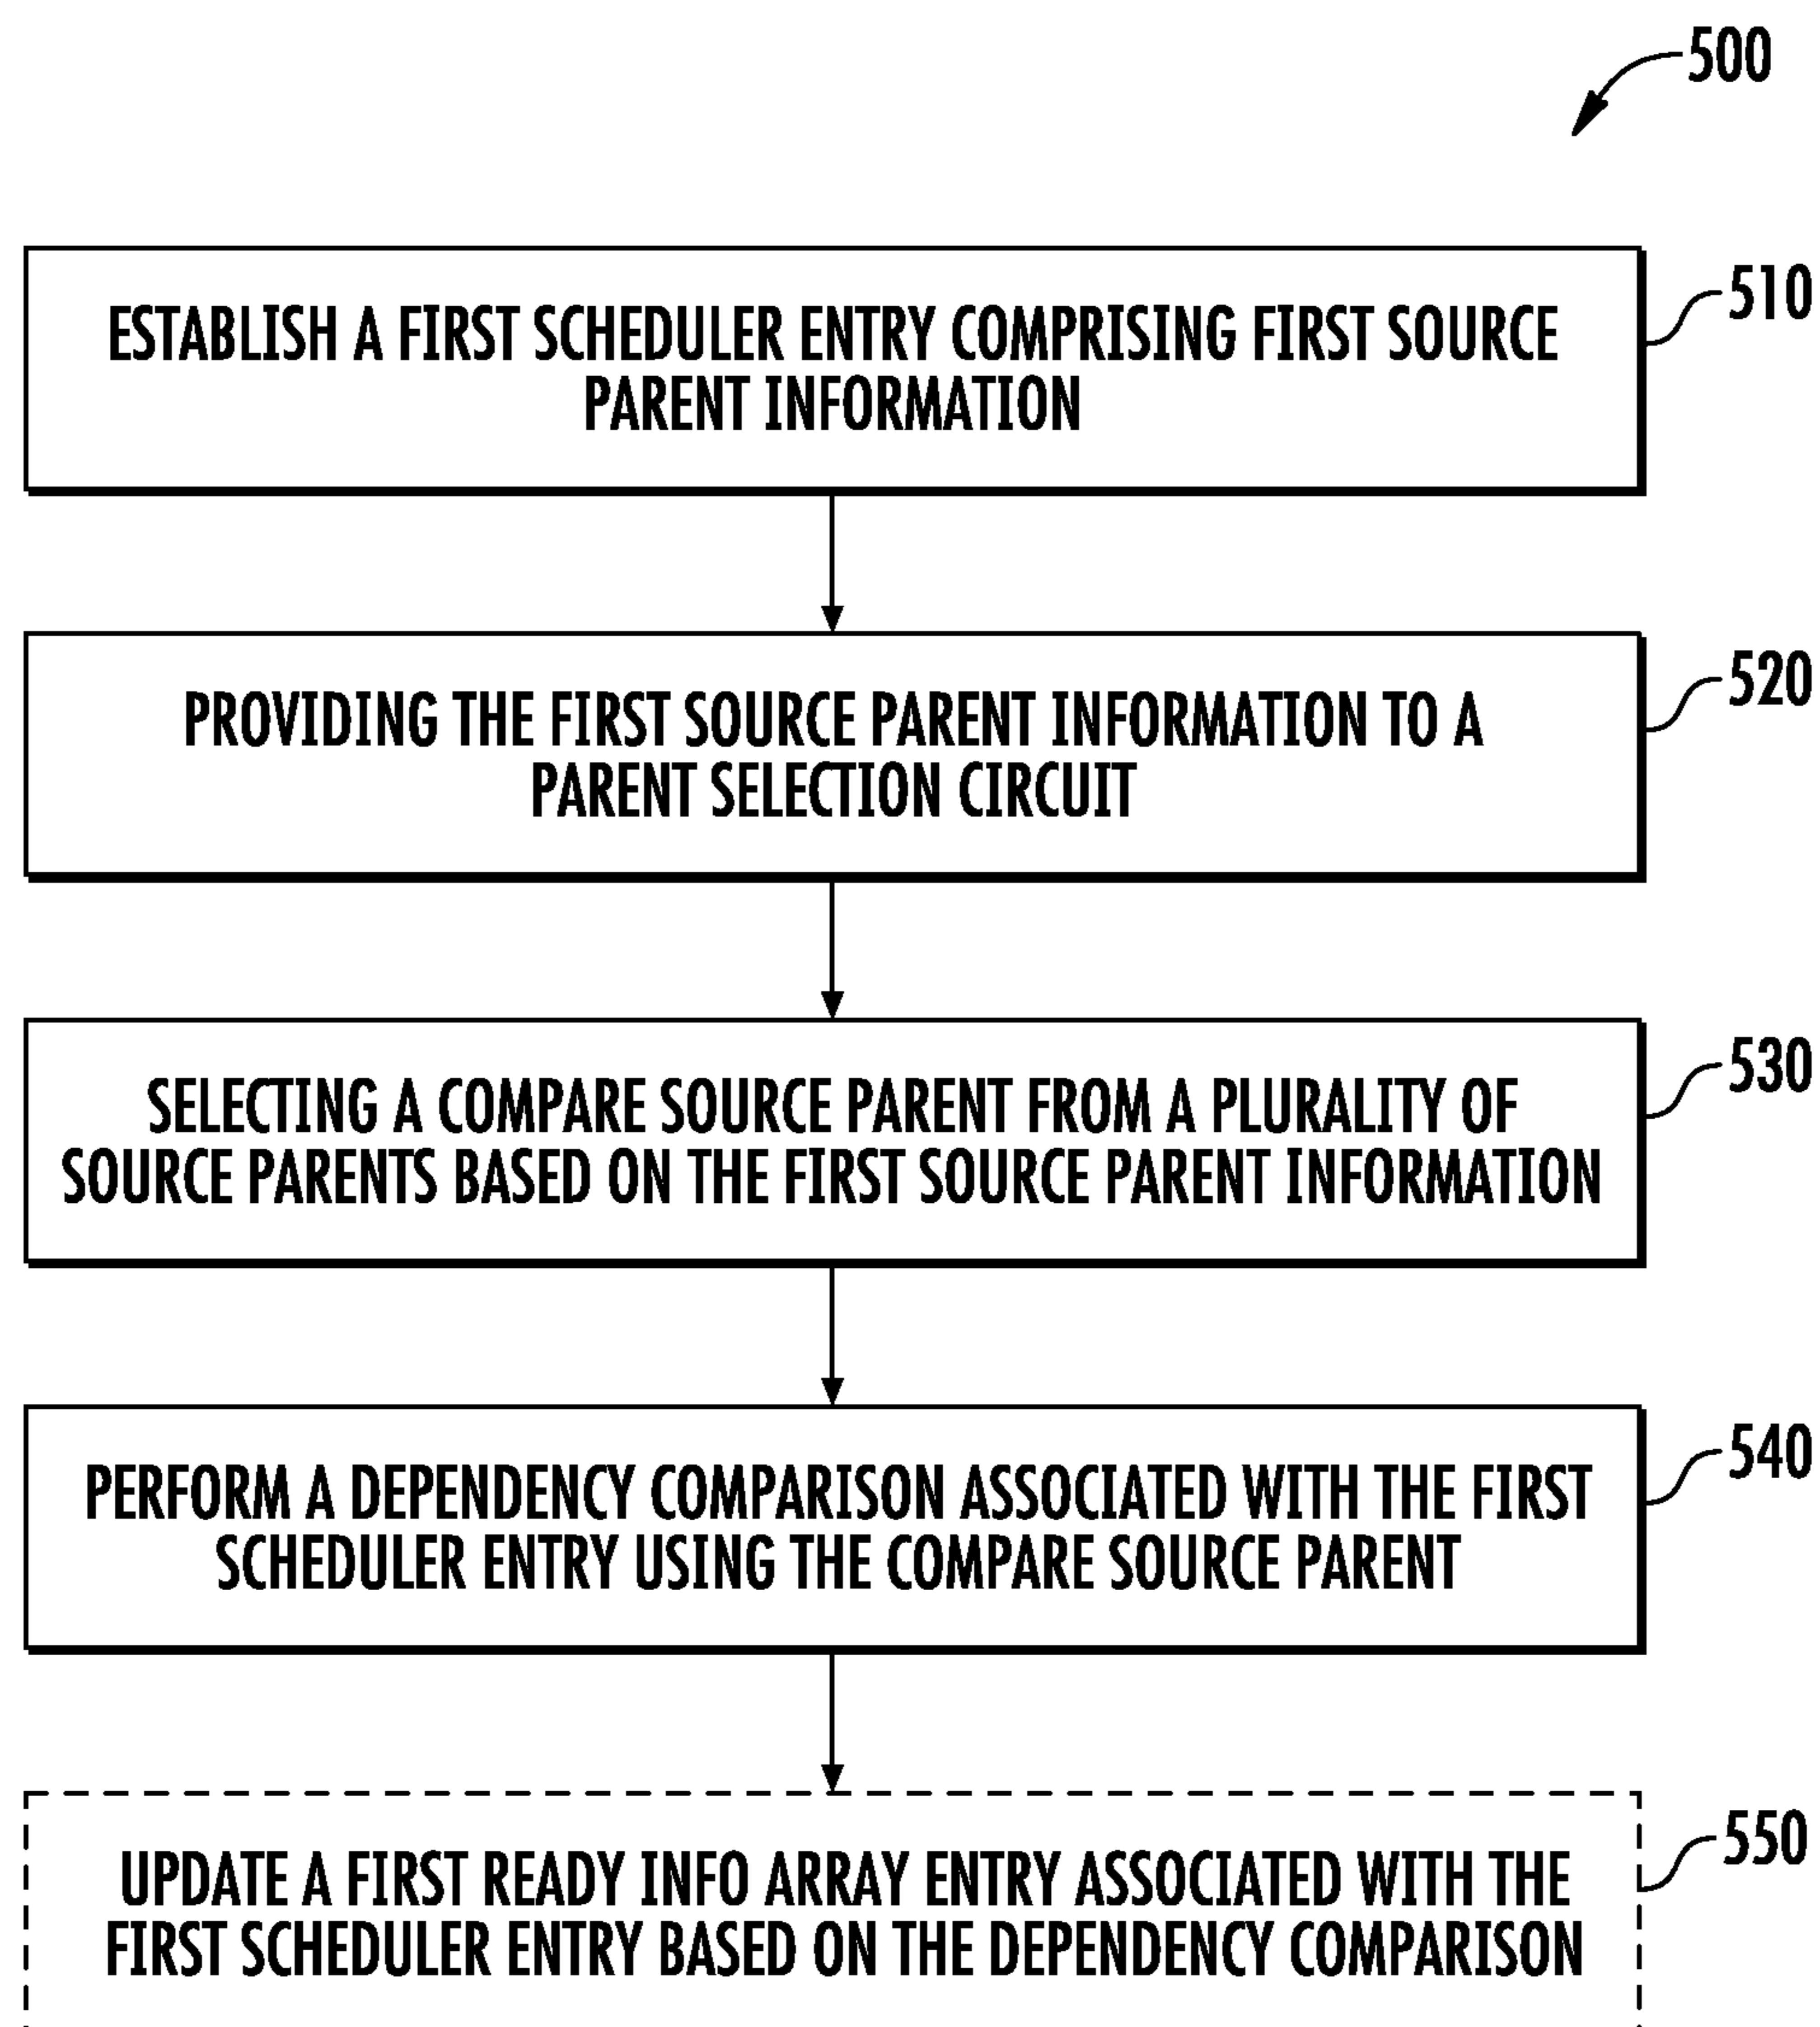 500
ESTABLISH A FIRST SCHEDULER ENTRY COMPRISING FIRST SOURCE
PARENT INFORMATION
510
PROVIDING THE FIRST SOURCE PARENT INFORMATION TO A
PARENT SELECTION CIRCUIT
520
SELECTING A COMPARE SOURCE PARENT FROM A PLURALITY OF
SOURCE PARENTS BASED ON THE FIRST SOURCE PARENT INFORMATION
530
PERFORM A DEPENDENCY COMPARISON ASSOCIATED WITH THE FIRST
SCHEDULER ENTRY USING THE COMPARE SOURCE PARENT
540
UPDATE A FIRST READY INFO ARRAY ENTRY ASSOCIATED WITH THE
FIRST SCHEDULER ENTRY BASED ON THE DEPENDENCY COMPARISON
550